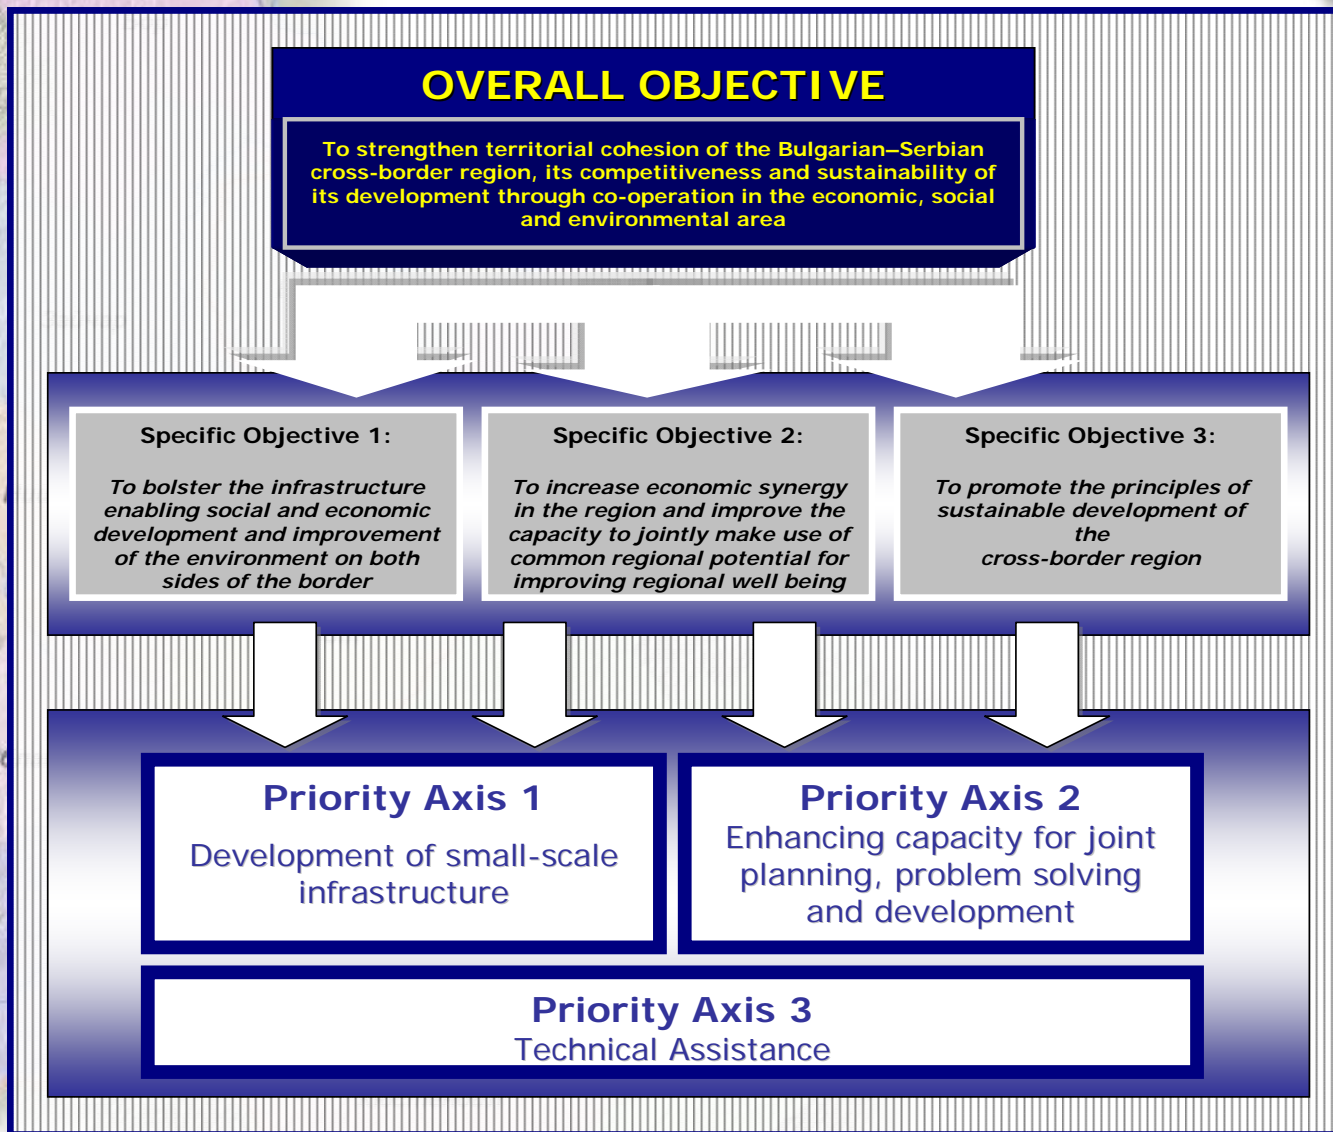 OVERALL OBJECTIVE
To strengthen territorial cohesion of the Bulgarian–Serbian
cross-border region, its competitiveness and sustainability of
its development through co-operation in the economic, social
and environmental area
Specific Objective 1:
To bolster the infrastructure
enabling social and economic
development and improvement
of the environment on both
sides of the border
Specific Objective 2:
To increase economic synergy
in the region and improve the
capacity to jointly make use of
common regional potential for
improving regional well being
Specific Objective 3:
To promote the principles of
sustainable development of
the
cross-border region
Priority Axis 1
Development of small-scale
infrastructure
Priority Axis 2
Enhancing capacity for joint
planning, problem solving
and development
Priority Axis 3
Technical Assistance